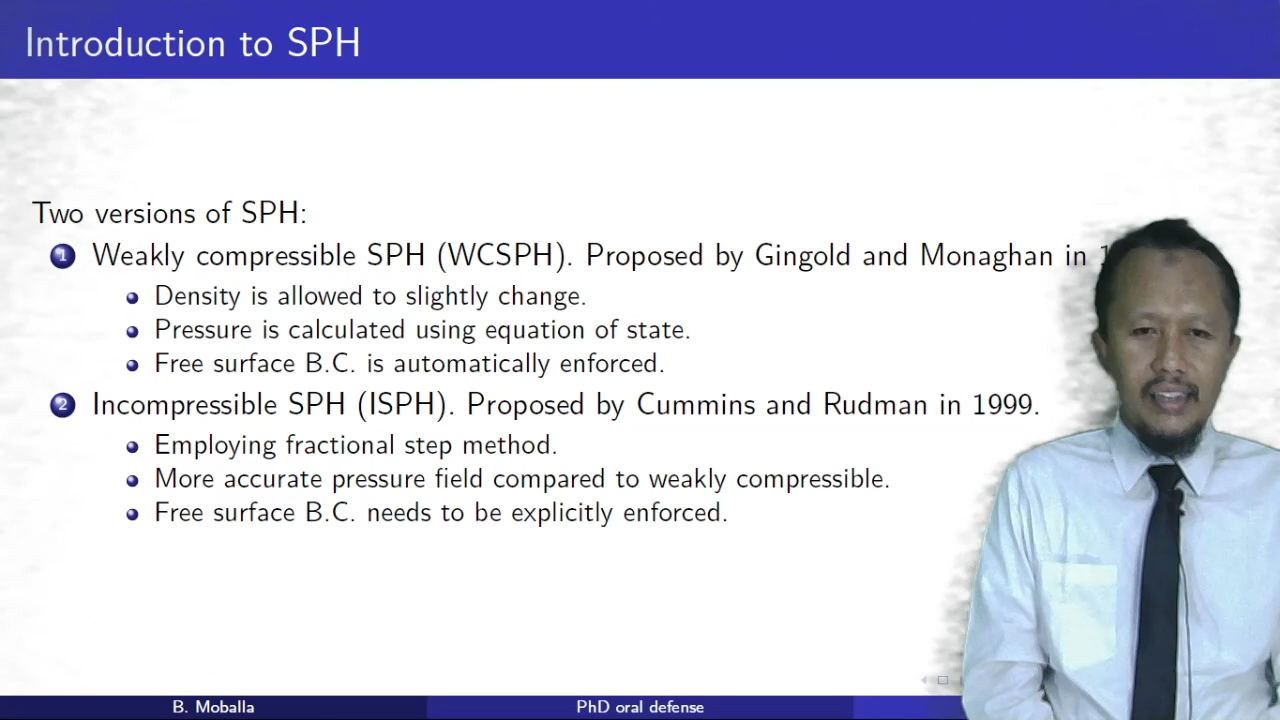 Introduction to SPH
Two versions of SPH:
1 Weakly compressible SPH (WCSPH). Proposed by Gingold and Monaghan in
Density is allowed to slightly change.
Pressure is calculated using equation of state.
Free surface B.C. is automatically enforced.
2 Incompressible SPH (ISPH). Proposed by Cummins and Rudman in 1999.
Employing fractional step method.
More accurate pressure field compared to weakly compressible.
Free surface B.C. needs to be explicitly enforced.
B. Moballa
PhD oral defense